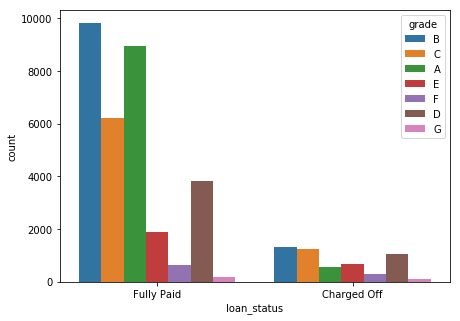 10000
8000
6000
4000
2000
0
count
Fully Paid
Charged Off
loan_status
grade
B
C
A
E
F
D
G